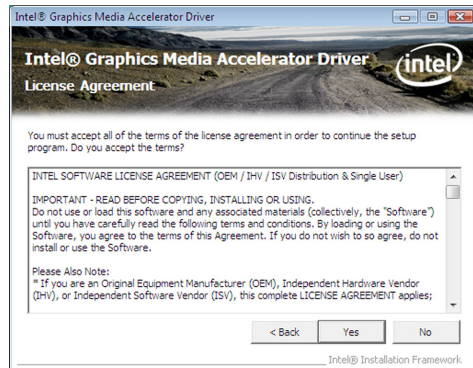 Intel® Graphics Media Accelerator Driver
Intel® Graphics Media Accelerator Driver
License Agreement
intel
You must accept all of the terms of the license agreement in order to continue the setup
program. Do you accept the terms?
INTEL SOFTWARE LICENSE AGREEMENT (OEM / IHV / ISV Distribution & Single User)
IMPORTANT - READ BEFORE COPYING, INSTALLING OR USING.
Do not use or load this software and any associated materials (collectively, the "Software")
until you have carefully read the following terms and conditions. By loading or using the
Software, you agree to the terms of this Agreement. If you do not wish to so agree, do not
install or use the Software.
Please Also Note:
* If you are an Original Equipment Manufacturer (OEM), Independent Hardware Vendor
(IHV), or Independent Software Vendor (ISV), this complete LICENSE AGREEMENT applies;
< Back Yes No
Intel® Installation Framework